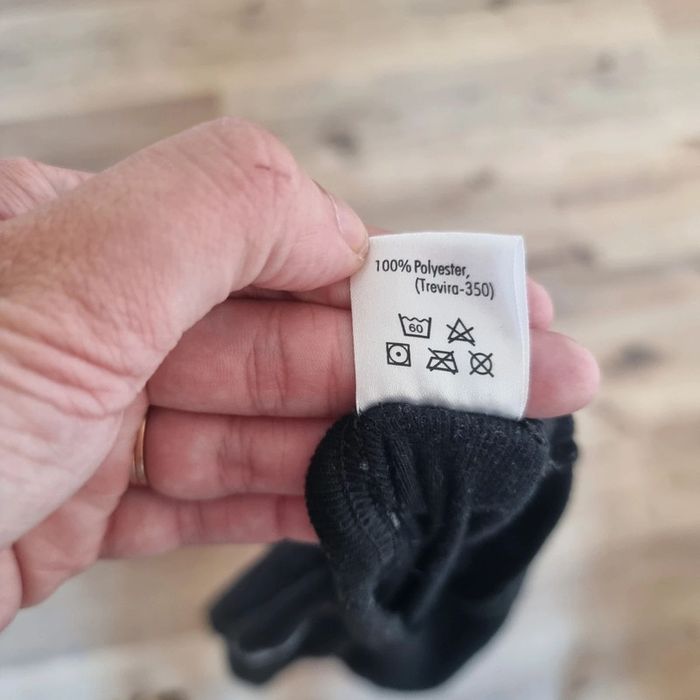 100% Polyester,
(Trevira-350)
60